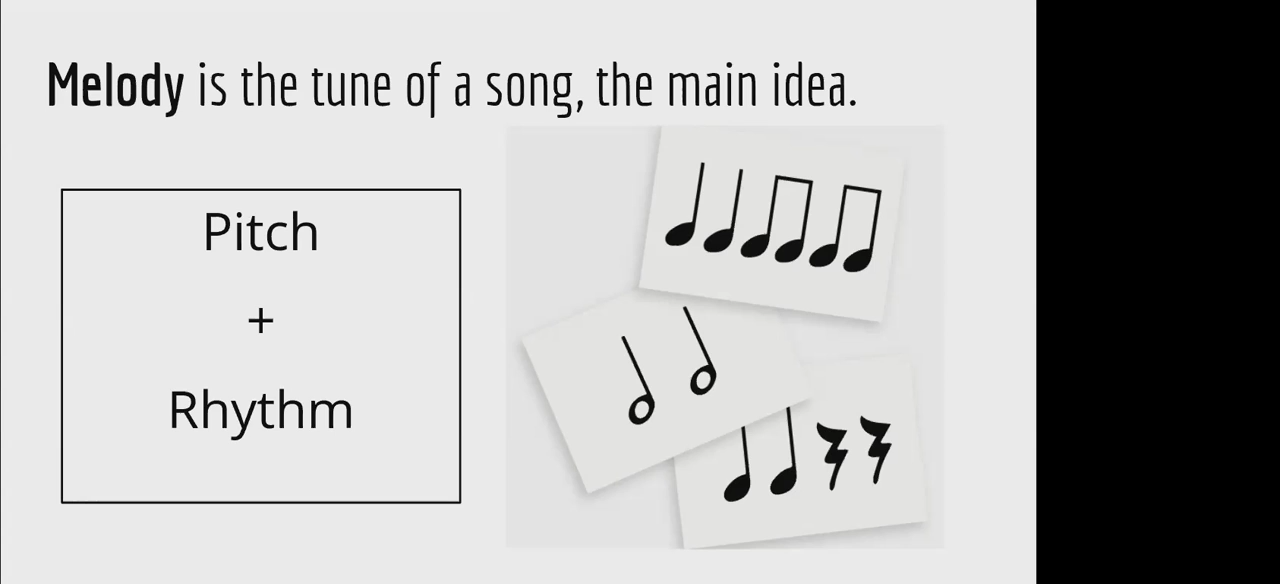 Melody is the tune of a song, the main idea.
Pitch
+
Rhythm